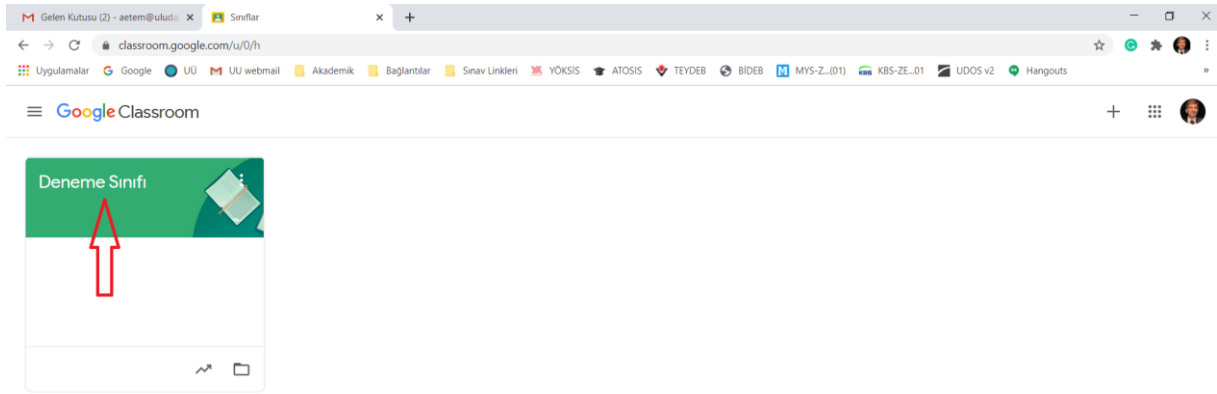 Gelen Kutusu (2) - aetem@uluda
Sınıflar
classroom.google.com/u/0/h
Uygulamalar Google UÜ UU webmail Akademik Bağlantılar Sınav Linkleri YÖKSİS ATOSIS TEYDEB BİDEB MYS-Z...(01) KBS-ZE...01 UDOS v2 Hangouts »
Google Classroom
Deneme Sınıfı